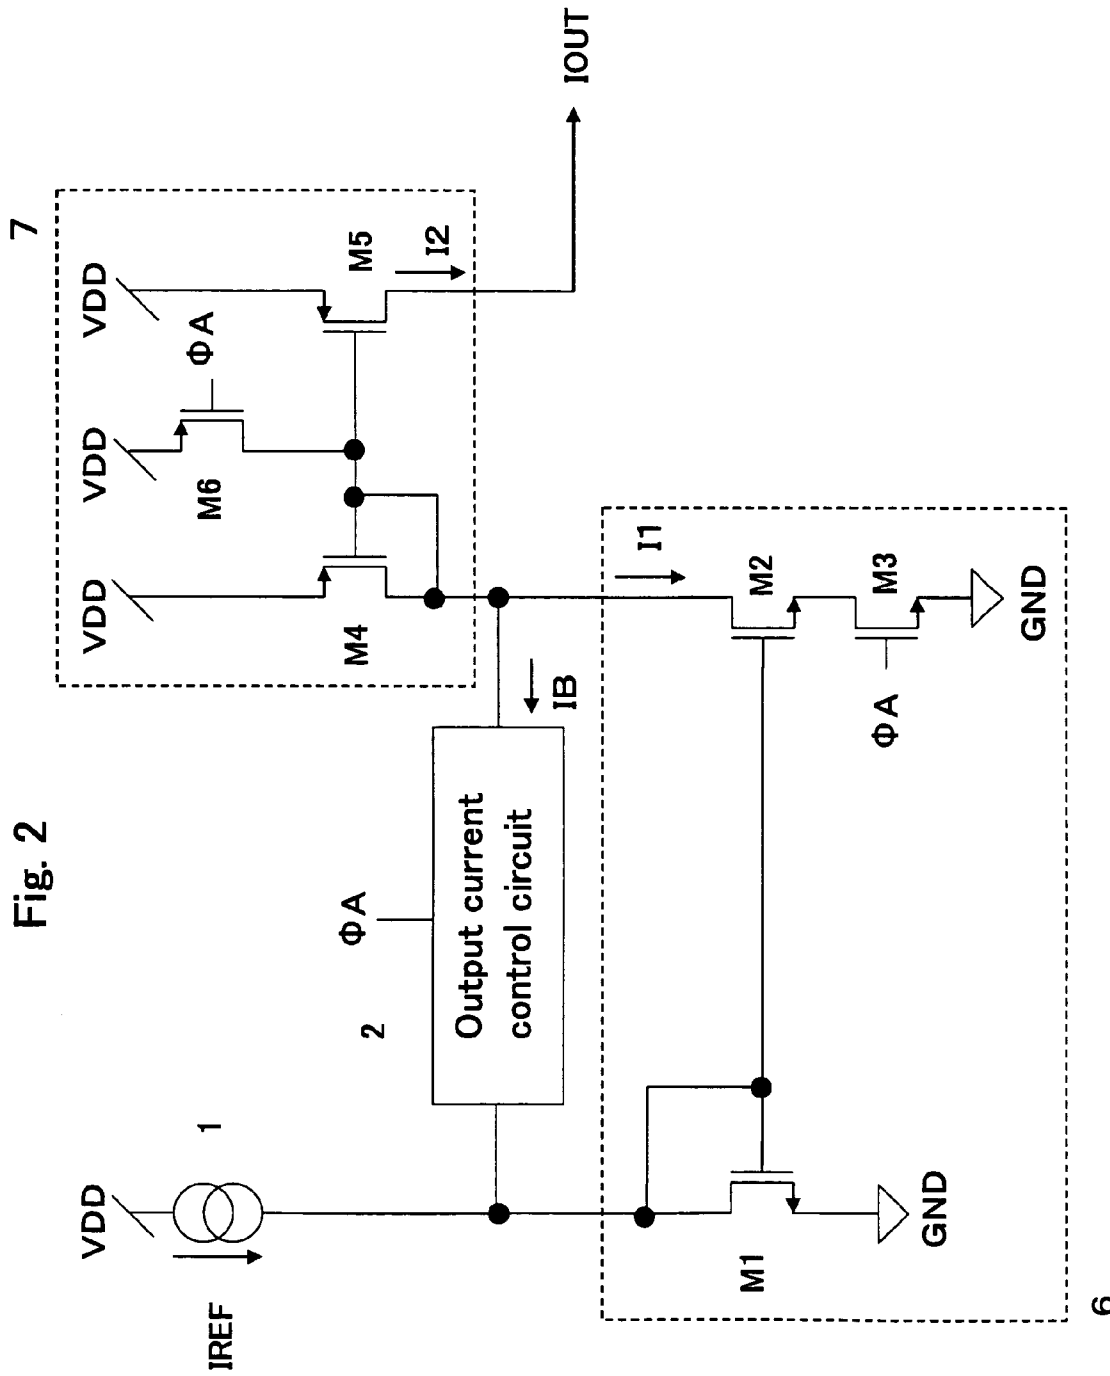 Fig. 2
7
VDD
VDD
VDD
VDD
ΦA
1
M6
M5
I2
IOUT
M4
IREF
ΦA
2
Output current
control circuit
IB
I1
M2
M3
ΦA
M1
GND
GND
6